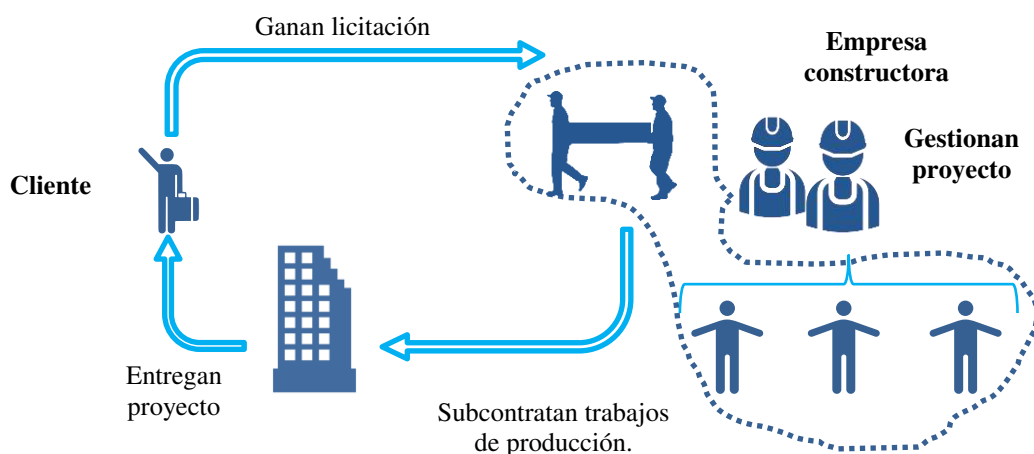 Ganan licitación
Empresa
constructora
Gestionan
proyecto
Cliente
Entregan
proyecto
Subcontratan trabajos
de producción.